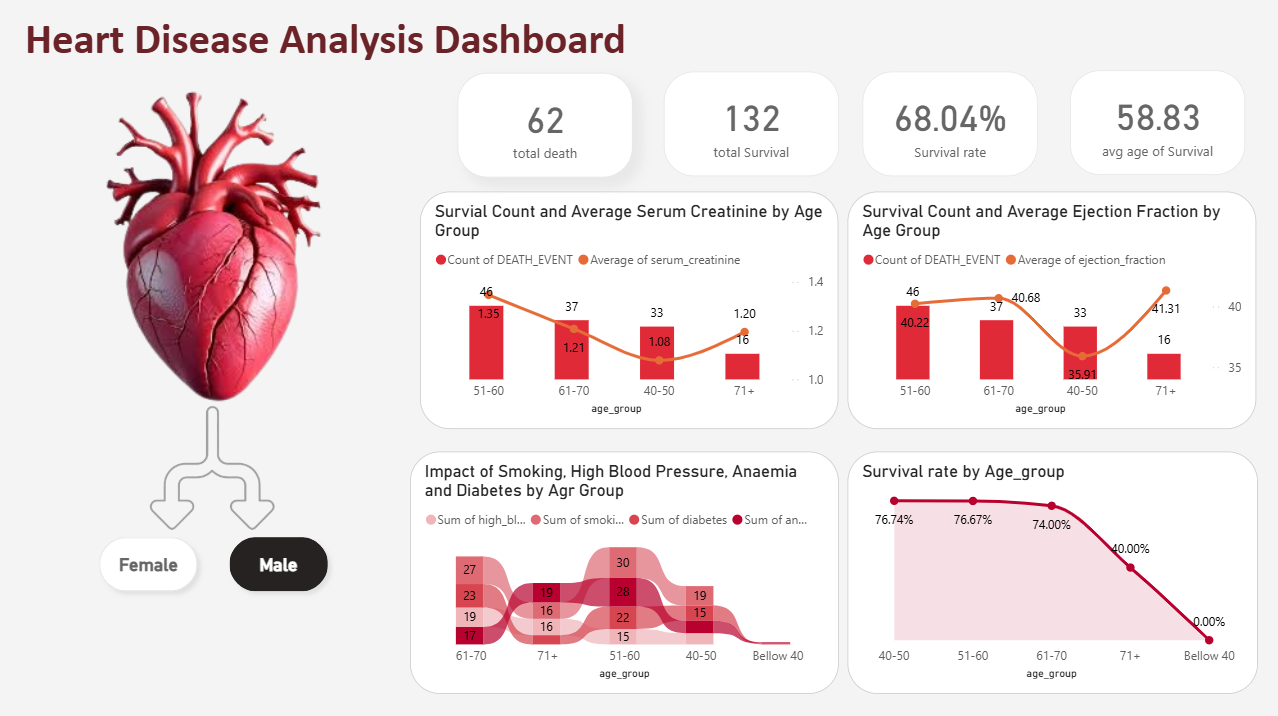 Heart Disease Analysis Dashboard
62
total death
132
total Survival
68.04%
Survival rate
58.83
avg age of Survival
Survial Count and Average Serum Creatinine by Age
Group
Count of DEATH_EVENT Average of serum_creatinine
1.4
1.2
1.0
46
37
33
16
1.35
1.21
1.08
1.20
51-60 61-70 40-50 71+
age_group
Survival Count and Average Ejection Fraction by
Age Group
Count of DEATH_EVENT Average of ejection_fraction
40
35
46
37
33
16
40.22
40.68
35.91
41.31
51-60 61-70 40-50 71+
age_group
Female
Male
Impact of Smoking, High Blood Pressure, Anaemia
and Diabetes by Agr Group
Sum of high_bl... Sum of smoki... Sum of diabetes Sum of an...
27
23
19
17
19
16
16
30
28
22
15
19
15
61-70 71+ 51-60 40-50 Bellow 40
age_group
Survival rate by Age_group
76.74% 76.67% 74.00% 40.00% 0.00%
40-50 51-60 61-70 71+ Bellow 40
age_group